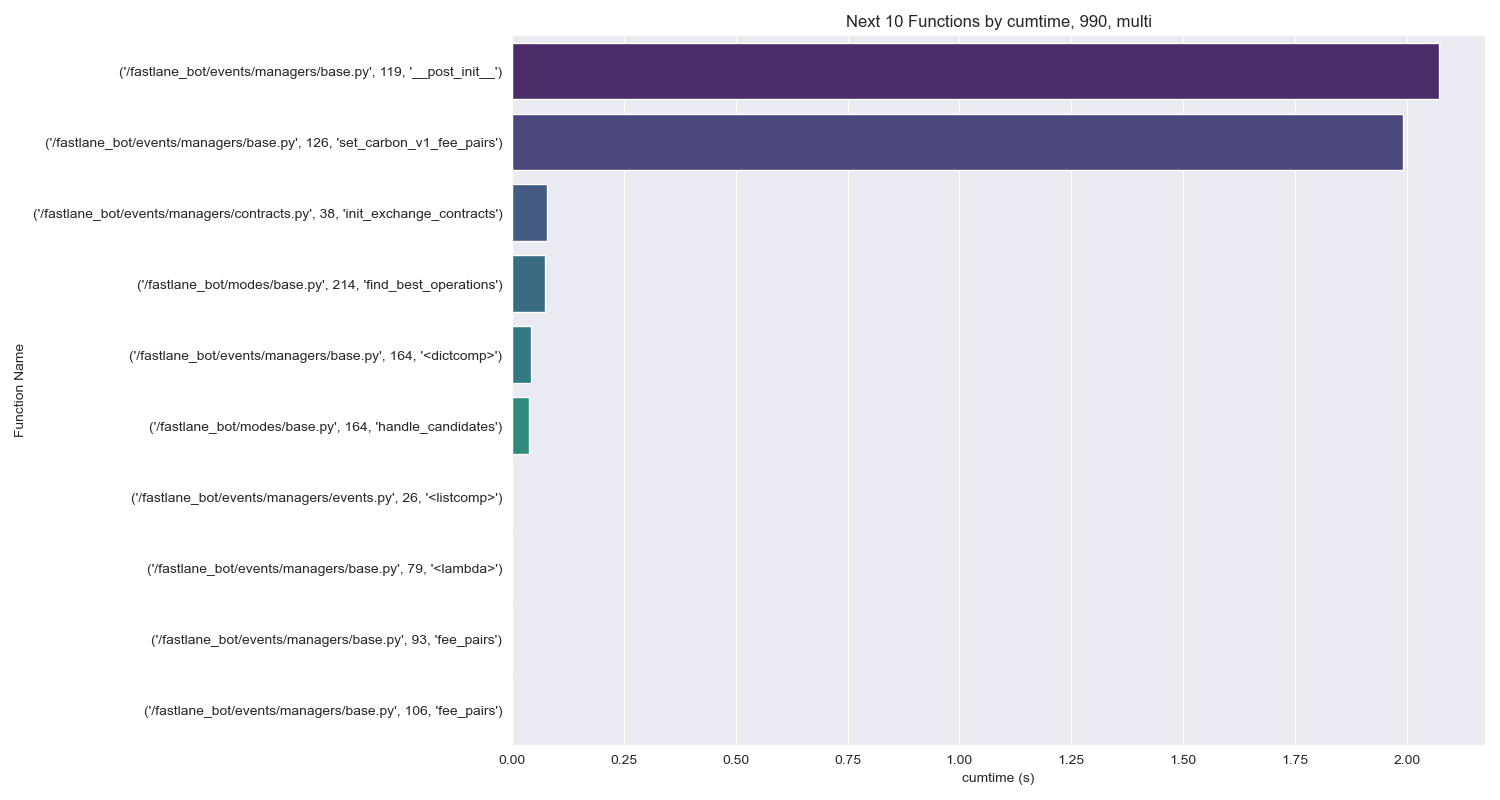 Next 10 Functions by cumtime, 990, multi
('/fastlane_bot/events/managers/base.py', 119, '__post_init__')
('/fastlane_bot/events/managers/base.py', 126, 'set_carbon_v1_fee_pairs')
('/fastlane_bot/events/managers/contracts.py', 38, 'init_exchange_contracts')
('/fastlane_bot/modes/base.py', 214, 'find_best_operations')
('/fastlane_bot/events/managers/base.py', 164, '<dictcomp>')
('/fastlane_bot/modes/base.py', 164, 'handle_candidates')
('/fastlane_bot/events/managers/events.py', 26, '<listcomp>')
('/fastlane_bot/events/managers/base.py', 79, '<lambda>')
('/fastlane_bot/events/managers/base.py', 93, 'fee_pairs')
('/fastlane_bot/events/managers/base.py', 106, 'fee_pairs')
Function Name
0.00 0.25 0.50 0.75 1.00 1.25 1.50 1.75 2.00
cumtime (s)